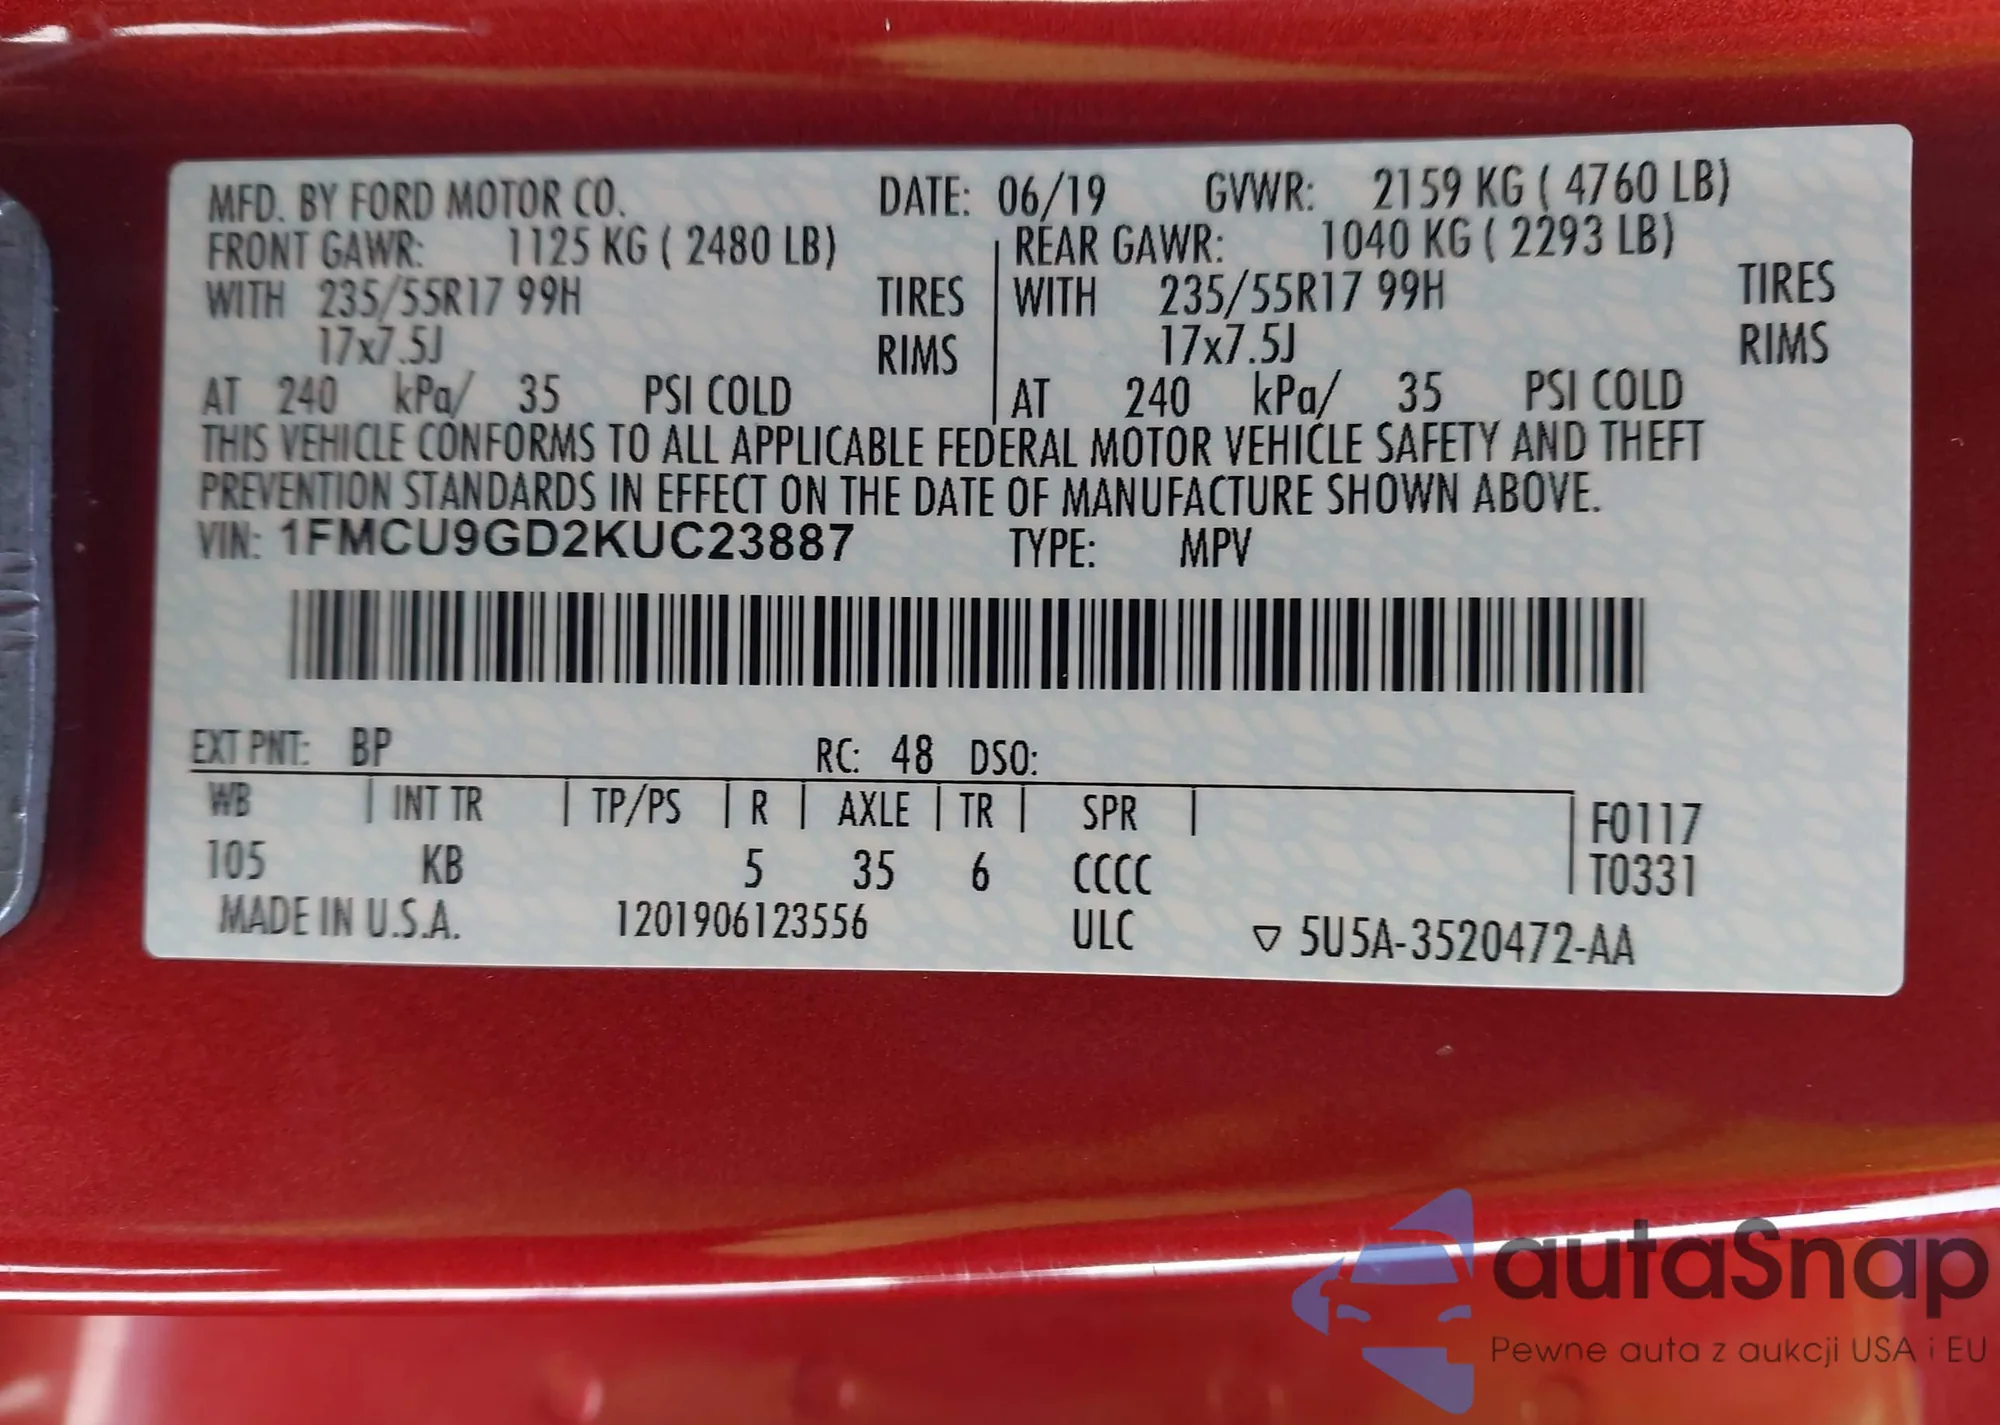 MFD. BY FORD MOTOR CO. DATE: 06/19 GVWR: 2159 KG ( 4760 LB)
FRONT GAWR: 1125 KG ( 2480 LB) REAR GAWR: 1040 KG ( 2293 LB)
WITH 235/55R17 99H TIRES WITH 235/55R17 99H TIRES
17x7.5J RIMS 17x7.5J RIMS
AT 240 kPa/ 35 PSI COLD AT 240 kPa/ 35 PSI COLD
THIS VEHICLE CONFORMS TO ALL APPLICABLE FEDERAL MOTOR VEHICLE SAFETY AND THEFT
PREVENTION STANDARDS IN EFFECT ON THE DATE OF MANUFACTURE SHOWN ABOVE.
VIN: 1FMCU9GD2KUC23887 TYPE: MPV
EXT PNT: BP RC: 48 DSO:
WB INT TR TP/PS R AXLE TR SPR F0117
105 KB 5 35 6 CCCC T0331
MADE IN U.S.A. 1201906123556 ULC ▽ 5U5A-3520472-AA
autaSnap
Pewne auta z aukcji USA i EU